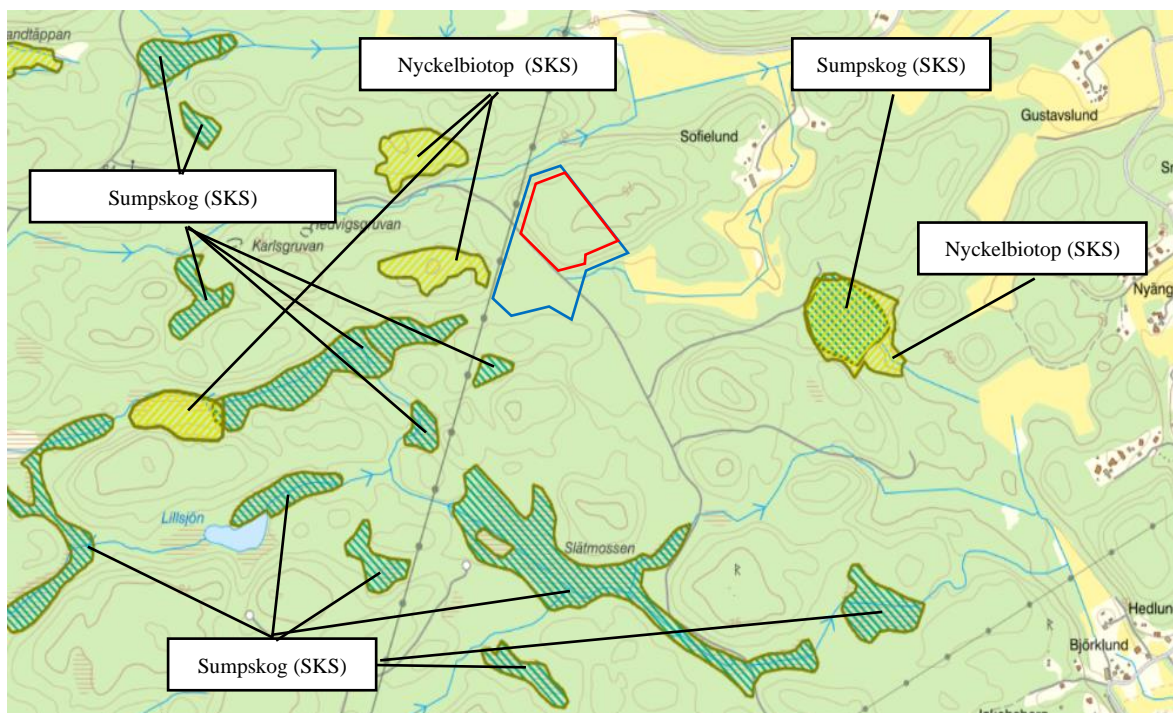 andtäppan
Nyckelbiotop (SKS)
Sumpskog (SKS)
Gustavslund
Sofielund
Sumpskog (SKS)
Hedvigsgruvan
Karlsgruvan
Nyckelbiotop (SKS)
Nyäng
Lillsjön
Slätmossen
R
R
Hedlun
Björklund
Sumpskog (SKS)